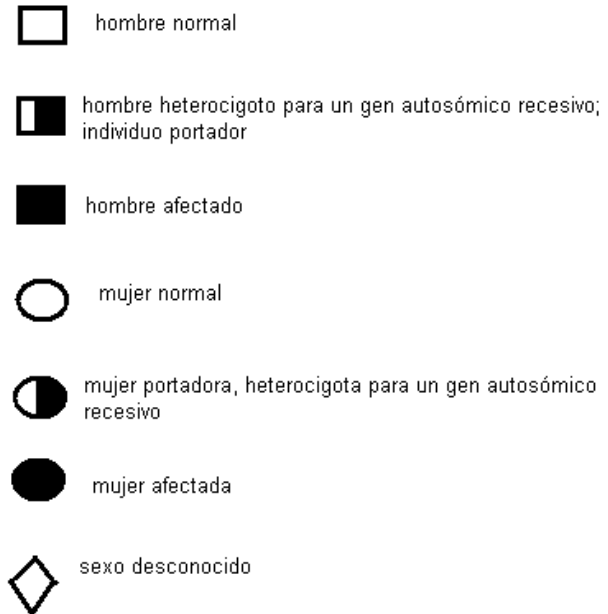 hombre normal
hombre heterocigoto para un gen autosómico recesivo;
individuo portador
hombre afectado
mujer normal
mujer portadora, heterocigota para un gen autosómico
recesivo
mujer afectada
sexo desconocido